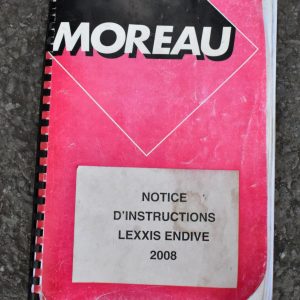 MOREAU
NOTICE
D'INSTRUCTIONS
LEXXIS ENDIVE
2008